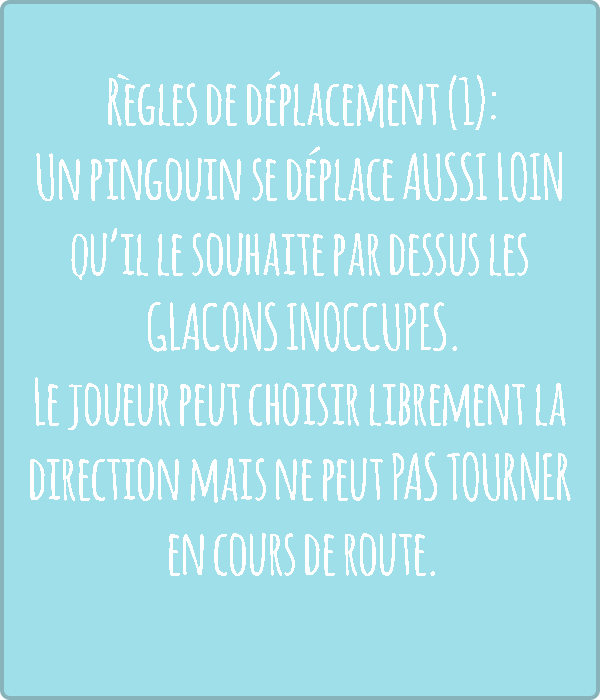 Règles de déplacement (1):
Un pingouin se déplace AUSSI LOIN
qu'il le souhaite par dessus les
GLACONS INOCCUPES.
Le joueur peut choisir librement la
direction mais ne peut PAS TOURNER
en cours de route.